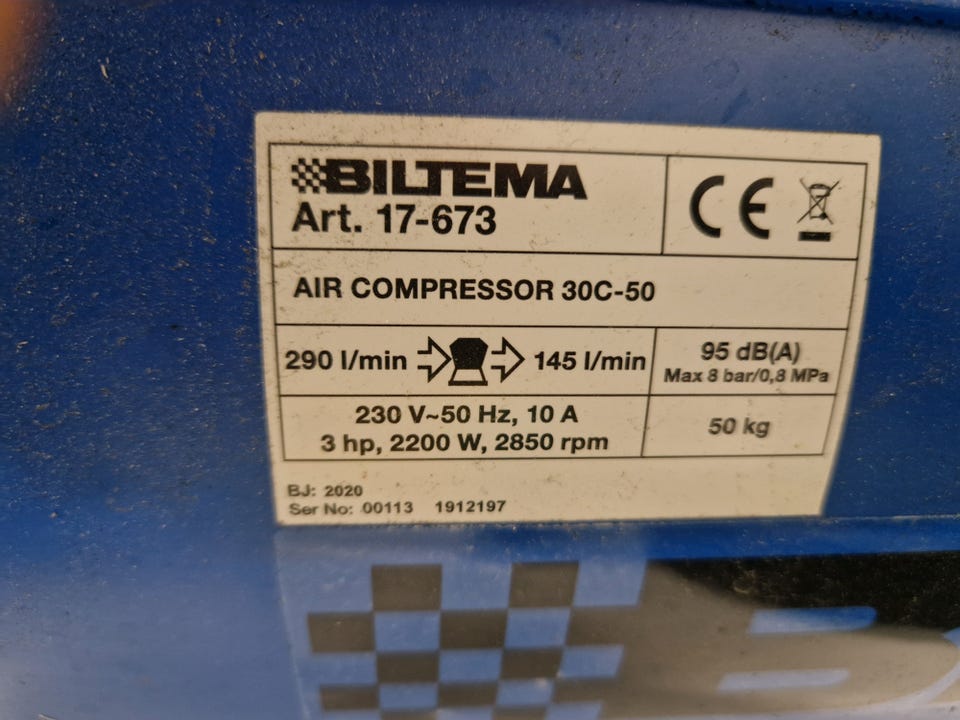 BILTEMA
Art. 17-673
CE
AIR COMPRESSOR 30C-50
290 l/min 145 l/min
95 dB(A)
Max 8 bar/0,8 MPa
230 V~50 Hz, 10 A
3 hp, 2200 W, 2850 rpm
50 kg
BJ: 2020
Ser No: 00113 1912197